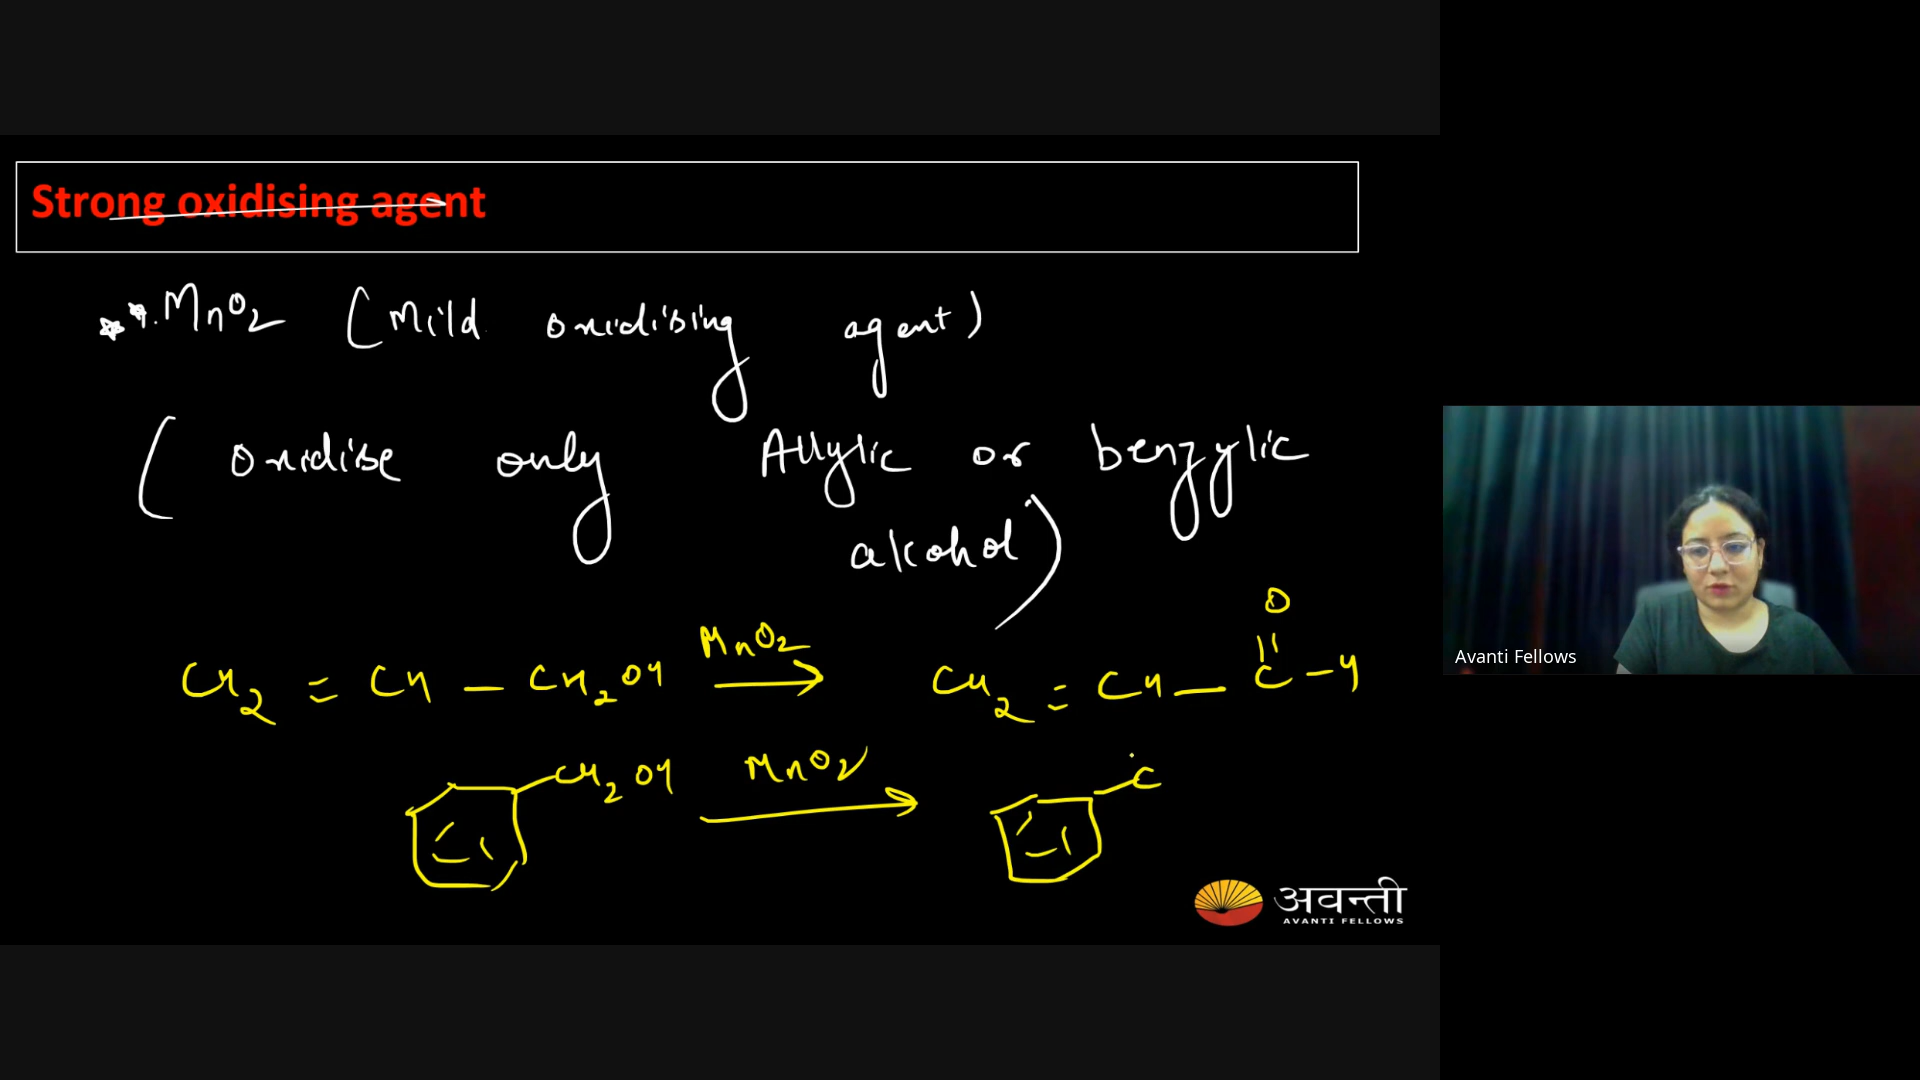 Strong oxidising agent
MnO2 (Mild oxidising agent)
(Oxidise only Allylic or benzylic
alcohol)
O
CH2 = CH - CH2OH MnO2 → CH2 = CH - C - H
CH2OH MnO2 → C
Avanti Fellows
अवन्ती
AVANTI FELLOWS